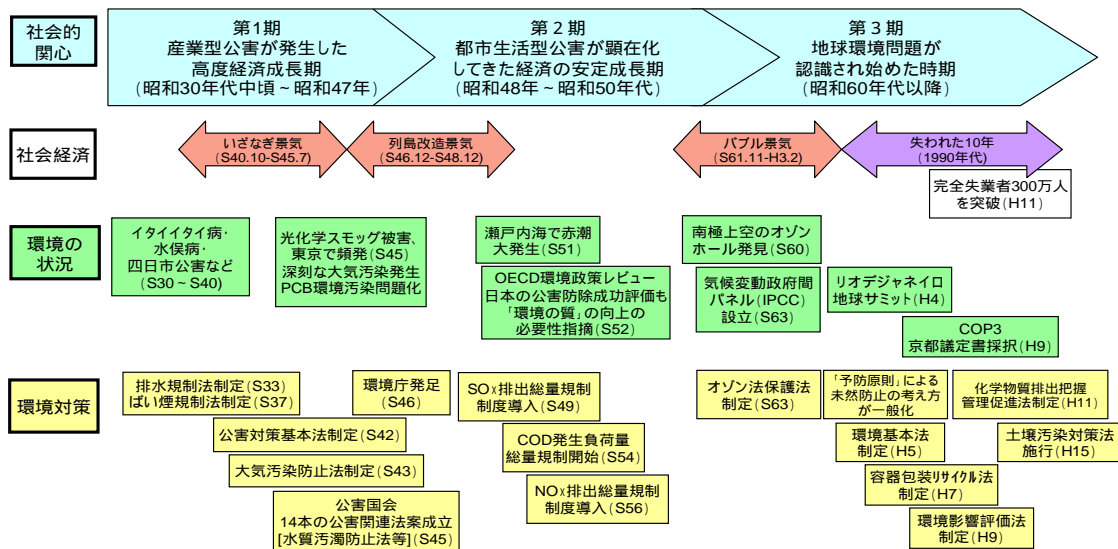 社会的
関心
第1期
産業型公害が発生した
高度経済成長期
(昭和30年代中頃～昭和47年)
第２期
都市生活型公害が顕在化
してきた経済の安定成長期
(昭和48年～昭和50年代)
第３期
地球環境問題が
認識され始めた時期
(昭和60年代以降)
社会経済
いざなぎ景気
(S40.10-S45.7)
列島改造景気
(S46.12-S48.12)
バブル景気
(S61.11-H3.2)
失われた10年
(1990年代)
完全失業者300万人
を突破(H11)
環境の
状況
イタイイタイ病・
水俣病・
四日市公害など
(S30～S40)
光化学スモッグ被害、
東京で頻発(S45)
深刻な大気汚染発生
PCB環境汚染問題化
瀬戸内海で赤潮
大発生(S51)
OECD環境政策レビュー
日本の公害防除成功評価も
「環境の質」の向上の
必要性指摘(S52)
南極上空のオゾン
ホール発見(S60)
気候変動政府間
パネル(IPCC)
設立(S63)
リオデジャネイロ
地球サミット(H4)
COP3
京都議定書採択(H9)
環境対策
排水規制法制定(S33)
ばい煙規制法制定(S37)
公害対策基本法制定(S42)
大気汚染防止法制定(S43)
公害国会
14本の公害関連法案成立
[水質汚濁防止法等](S45)
環境庁発足
(S46)
SOx排出総量規制
制度導入(S49)
COD発生負荷量
総量規制開始(S54)
NOx排出総量規制
制度導入(S56)
オゾン法保護法
制定(S63)
「予防原則」による
未然防止の考え方
が一般化
環境基本法
制定(H5)
容器包装ﾘｻｲｸﾙ法
制定(H7)
環境影響評価法
制定(H9)
化学物質排出把握
管理促進法制定(H11)
土壌汚染対策法
施行(H15)